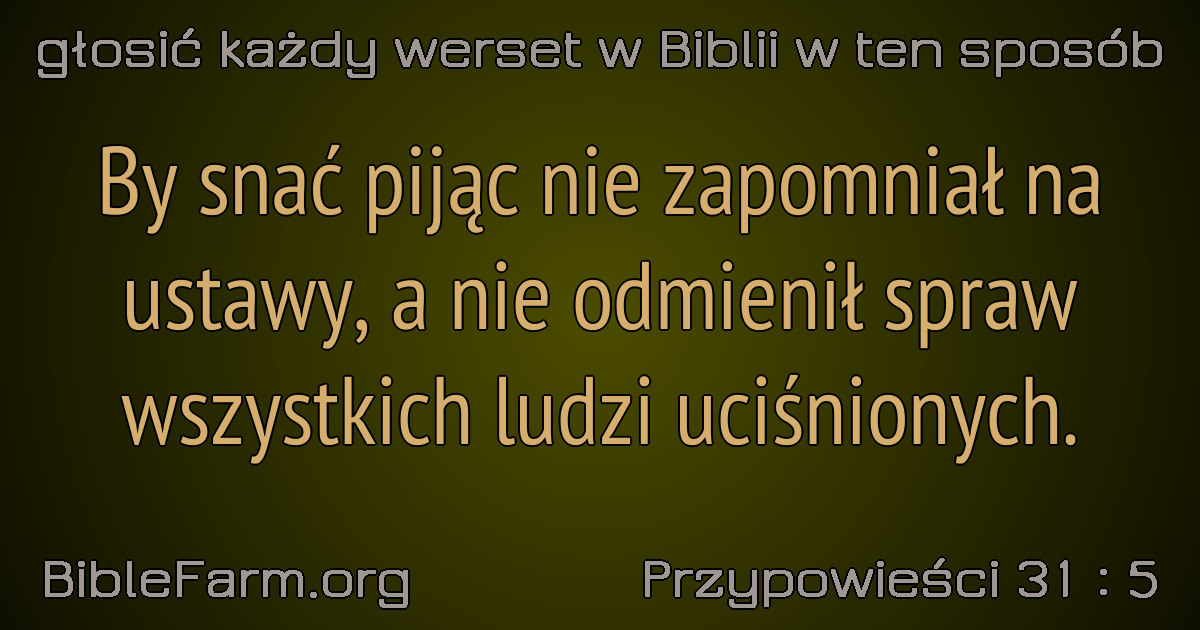 głosić każdy werset w Biblii w ten sposób
By snać pijąc nie zapomniał na
ustawy, a nie odmienił spraw
wszystkich ludzi uciśnionych.
BibleFarm.org
Przypowieści 31 : 5